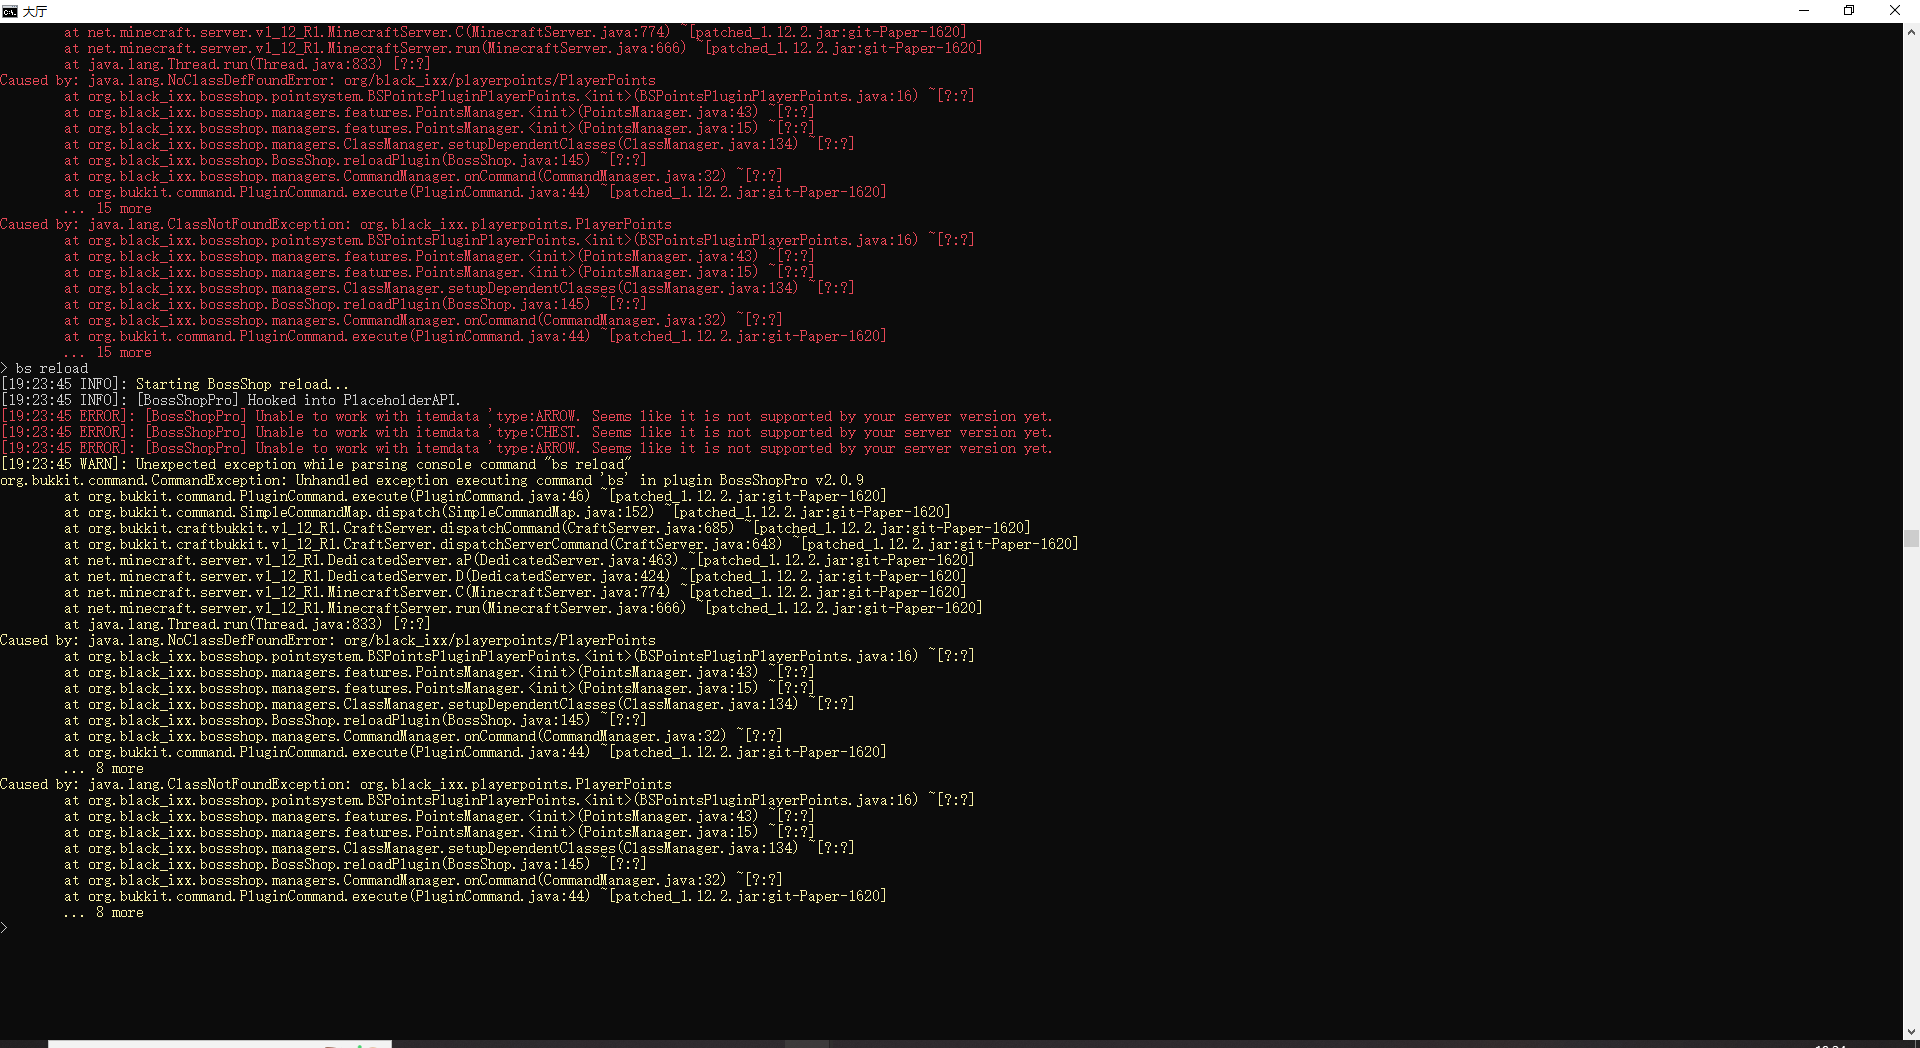 大厅
at net.minecraft.server.v1_12_R1.MinecraftServer.C(MinecraftServer.java:774) ~[patched_1.12.2.jar:git-Paper-1620]
at net.minecraft.server.v1_12_R1.MinecraftServer.run(MinecraftServer.java:666) ~[patched_1.12.2.jar:git-Paper-1620]
at java.lang.Thread.run(Thread.java:833) [?:?]
Caused by: java.lang.NoClassDefFoundError: org/black_ixx/playerpoints/PlayerPoints
at org.black_ixx.bossshop.pointsystem.BSPointsPluginPlayerPoints.<init>(BSPointsPluginPlayerPoints.java:16) ~[?:?]
at org.black_ixx.bossshop.managers.features.PointsManager.<init>(PointsManager.java:43) ~[?:?]
at org.black_ixx.bossshop.managers.features.PointsManager.<init>(PointsManager.java:15) ~[?:?]
at org.black_ixx.bossshop.managers.ClassManager.setupDependentClasses(ClassManager.java:134) ~[?:?]
at org.black_ixx.bossshop.BossShop.reloadPlugin(BossShop.java:145) ~[?:?]
at org.black_ixx.bossshop.managers.CommandManager.onCommand(CommandManager.java:32) ~[?:?]
at org.bukkit.command.PluginCommand.execute(PluginCommand.java:44) ~[patched_1.12.2.jar:git-Paper-1620]
... 15 more
Caused by: java.lang.ClassNotFoundException: org.black_ixx.playerpoints.PlayerPoints
at org.black_ixx.bossshop.pointsystem.BSPointsPluginPlayerPoints.<init>(BSPointsPluginPlayerPoints.java:16) ~[?:?]
at org.black_ixx.bossshop.managers.features.PointsManager.<init>(PointsManager.java:43) ~[?:?]
at org.black_ixx.bossshop.managers.features.PointsManager.<init>(PointsManager.java:15) ~[?:?]
at org.black_ixx.bossshop.managers.ClassManager.setupDependentClasses(ClassManager.java:134) ~[?:?]
at org.black_ixx.bossshop.BossShop.reloadPlugin(BossShop.java:145) ~[?:?]
at org.black_ixx.bossshop.managers.CommandManager.onCommand(CommandManager.java:32) ~[?:?]
at org.bukkit.command.PluginCommand.execute(PluginCommand.java:44) ~[patched_1.12.2.jar:git-Paper-1620]
... 15 more
> bs reload
[19:23:45 INFO]: Starting BossShop reload...
[19:23:45 INFO]: [BossShopPro] Hooked into PlaceholderAPI.
[19:23:45 ERROR]: [BossShopPro] Unable to work with itemdata 'type:ARROW. Seems like it is not supported by your server version yet.
[19:23:45 ERROR]: [BossShopPro] Unable to work with itemdata 'type:CHEST. Seems like it is not supported by your server version yet.
[19:23:45 ERROR]: [BossShopPro] Unable to work with itemdata 'type:ARROW. Seems like it is not supported by your server version yet.
[19:23:45 WARN]: Unexpected exception while parsing console command "bs reload"
org.bukkit.command.CommandException: Unhandled exception executing command 'bs' in plugin BossShopPro v2.0.9
at org.bukkit.command.PluginCommand.execute(PluginCommand.java:46) ~[patched_1.12.2.jar:git-Paper-1620]
at org.bukkit.command.SimpleCommandMap.dispatch(SimpleCommandMap.java:152) ~[patched_1.12.2.jar:git-Paper-1620]
at org.bukkit.craftbukkit.v1_12_R1.CraftServer.dispatchCommand(CraftServer.java:685) ~[patched_1.12.2.jar:git-Paper-1620]
at org.bukkit.craftbukkit.v1_12_R1.CraftServer.dispatchServerCommand(CraftServer.java:648) ~[patched_1.12.2.jar:git-Paper-1620]
at net.minecraft.server.v1_12_R1.DedicatedServer.aP(DedicatedServer.java:463) ~[patched_1.12.2.jar:git-Paper-1620]
at net.minecraft.server.v1_12_R1.DedicatedServer.D(DedicatedServer.java:424) ~[patched_1.12.2.jar:git-Paper-1620]
at net.minecraft.server.v1_12_R1.MinecraftServer.C(MinecraftServer.java:774) ~[patched_1.12.2.jar:git-Paper-1620]
at net.minecraft.server.v1_12_R1.MinecraftServer.run(MinecraftServer.java:666) ~[patched_1.12.2.jar:git-Paper-1620]
at java.lang.Thread.run(Thread.java:833) [?:?]
Caused by: java.lang.NoClassDefFoundError: org/black_ixx/playerpoints/PlayerPoints
at org.black_ixx.bossshop.pointsystem.BSPointsPluginPlayerPoints.<init>(BSPointsPluginPlayerPoints.java:16) ~[?:?]
at org.black_ixx.bossshop.managers.features.PointsManager.<init>(PointsManager.java:43) ~[?:?]
at org.black_ixx.bossshop.managers.features.PointsManager.<init>(PointsManager.java:15) ~[?:?]
at org.black_ixx.bossshop.managers.ClassManager.setupDependentClasses(ClassManager.java:134) ~[?:?]
at org.black_ixx.bossshop.BossShop.reloadPlugin(BossShop.java:145) ~[?:?]
at org.black_ixx.bossshop.managers.CommandManager.onCommand(CommandManager.java:32) ~[?:?]
at org.bukkit.command.PluginCommand.execute(PluginCommand.java:44) ~[patched_1.12.2.jar:git-Paper-1620]
... 8 more
Caused by: java.lang.ClassNotFoundException: org.black_ixx.playerpoints.PlayerPoints
at org.black_ixx.bossshop.pointsystem.BSPointsPluginPlayerPoints.<init>(BSPointsPluginPlayerPoints.java:16) ~[?:?]
at org.black_ixx.bossshop.managers.features.PointsManager.<init>(PointsManager.java:43) ~[?:?]
at org.black_ixx.bossshop.managers.features.PointsManager.<init>(PointsManager.java:15) ~[?:?]
at org.black_ixx.bossshop.managers.ClassManager.setupDependentClasses(ClassManager.java:134) ~[?:?]
at org.black_ixx.bossshop.BossShop.reloadPlugin(BossShop.java:145) ~[?:?]
at org.black_ixx.bossshop.managers.CommandManager.onCommand(CommandManager.java:32) ~[?:?]
at org.bukkit.command.PluginCommand.execute(PluginCommand.java:44) ~[patched_1.12.2.jar:git-Paper-1620]
... 8 more
>